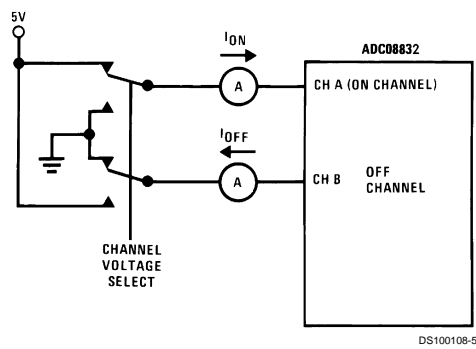 5V
ION
ADC08832
A
CH A (ON CHANNEL)
IOFF
A
CH B
OFF
CHANNEL
CHANNEL
VOLTAGE
SELECT
DS100108-5